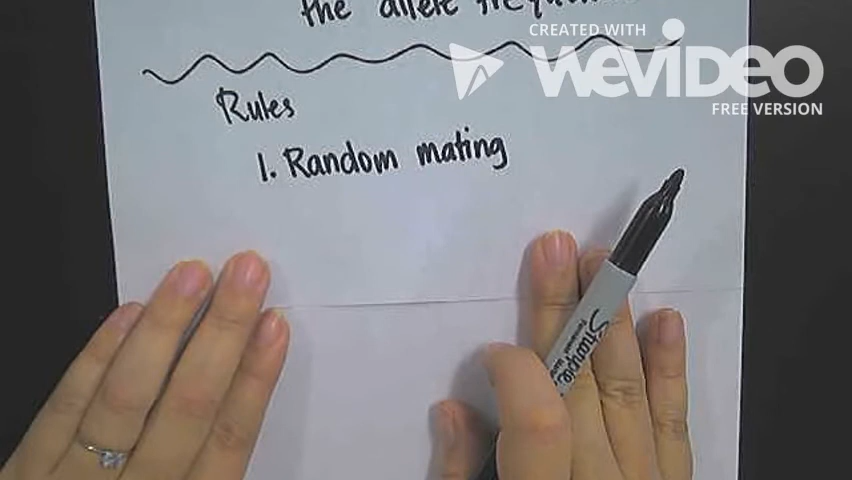 the allele
CREATED WITH
WEVIDEO
FREE VERSION
Rules
1. Random mating
Sharpie